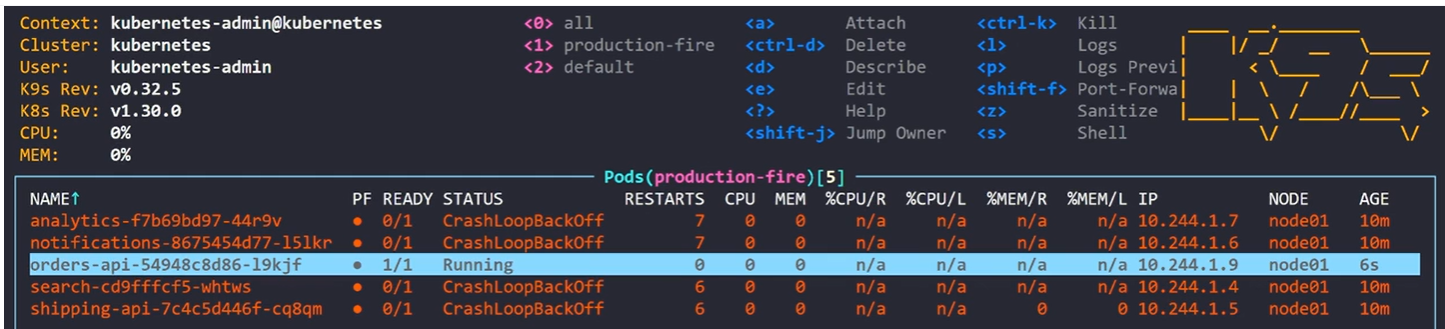 Context: kubernetes-admin@kubernetes <0> all <a> Attach <ctrl-k> Kill
Cluster: kubernetes <1> production-fire <ctrl-d> Delete <l> Logs
User: kubernetes-admin <2> default <d> Describe <p> Logs Previ
K9s Rev: v0.32.5 <e> Edit <shift-f> Port-Forwa
K8s Rev: v1.30.0 <?> Help <z> Sanitize
CPU: 0% <shift-j> Jump Owner <s> Shell
MEM: 0%
Pods(production-fire)[5]
NAME↑ PF READY STATUS RESTARTS CPU MEM %CPU/R %CPU/L %MEM/R %MEM/L IP NODE AGE
analytics-f7b69bd97-44r9v ● 0/1 CrashLoopBackOff 7 0 0 n/a n/a n/a n/a 10.244.1.7 node01 10m
notifications-8675454d77-l5lkr ● 0/1 CrashLoopBackOff 7 0 0 n/a n/a n/a n/a 10.244.1.6 node01 10m
orders-api-54948c8d86-l9kjf ● 1/1 Running 0 0 0 n/a n/a n/a n/a 10.244.1.9 node01 6s
search-cd9fffcf5-whtws ● 0/1 CrashLoopBackOff 6 0 0 n/a n/a n/a n/a 10.244.1.4 node01 10m
shipping-api-7c4c5d446f-cq8qm ● 0/1 CrashLoopBackOff 6 0 0 n/a n/a 0 0 10.244.1.5 node01 10m